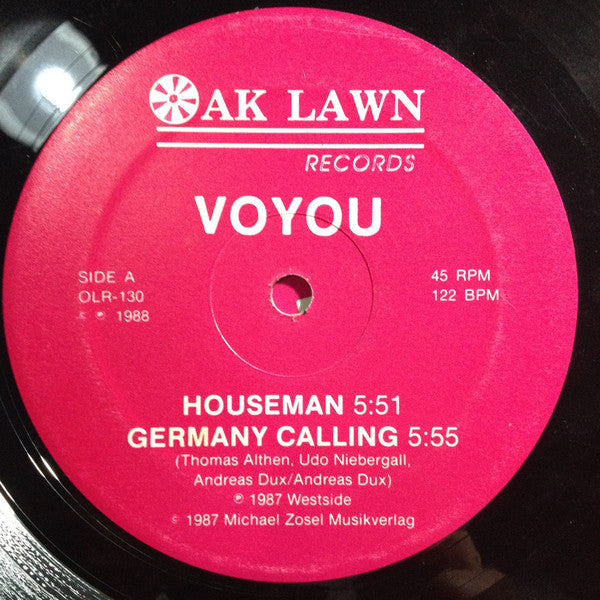 OAK LAWN
RECORDS
VOYOU
SIDE A
OLR-130
© ℗ 1988
45 RPM
122 BPM
HOUSEMAN 5:51
GERMANY CALLING 5:55
(Thomas Althen, Udo Niebergall,
Andreas Dux/Andreas Dux)
℗ 1987 Westside
© 1987 Michael Zosel Musikverlag